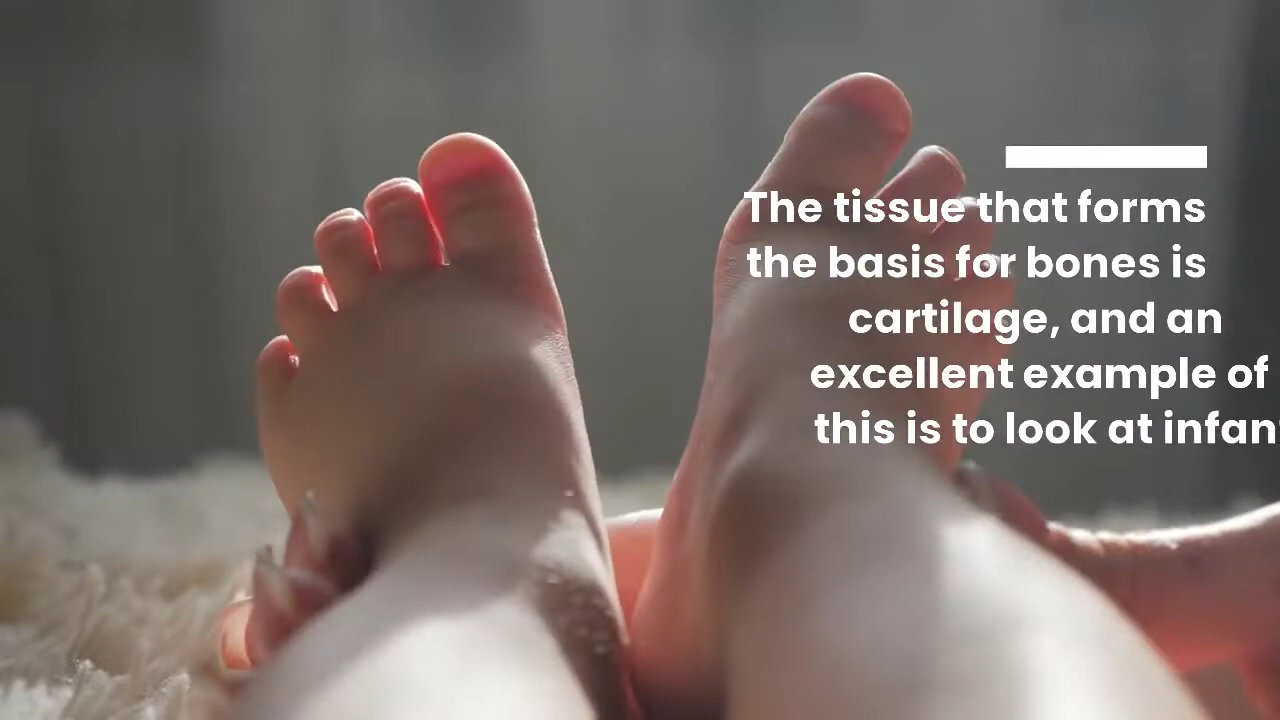 The tissue that forms
the basis for bones is
cartilage, and an
excellent example of
this is to look at